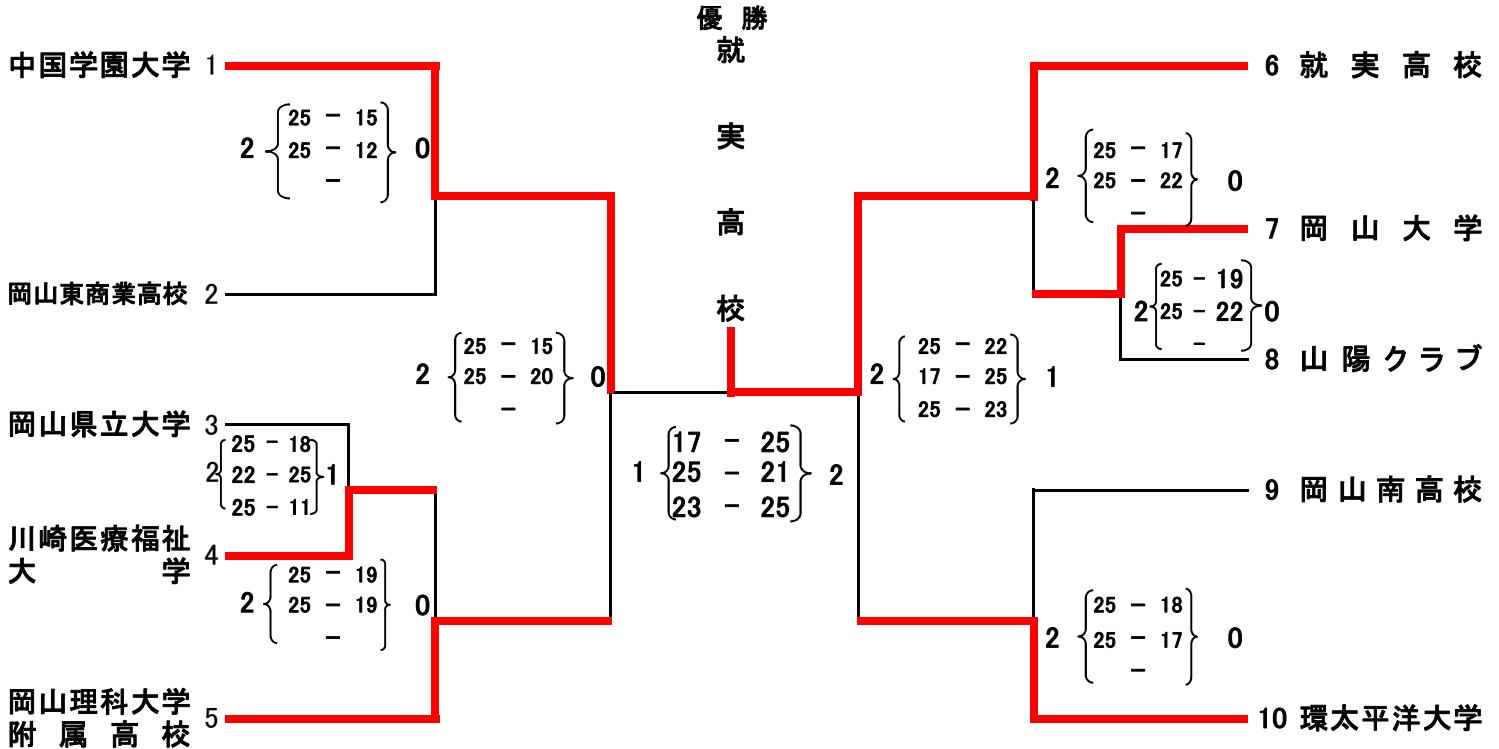 優 勝
就
実
高
校
中国学園大学 1
2 25 － 15 0
25 － 12
－
岡山東商業高校 2
2 25 － 15 0
25 － 20
－
岡山県立大学 3
2 25 － 18 1
22 － 25
25 － 11
川崎医療福祉
大 学 4
2 25 － 19 0
25 － 19
－
岡山理科大学
附 属 高 校 5
1 17 － 25 2
25 － 21
23 － 25
6 就 実 高 校
2 25 － 17 0
25 － 22
－
7 岡 山 大 学
2 25 － 19 0
25 － 22
－
8 山 陽 ク ラ ブ
2 25 － 22 1
17 － 25
25 － 23
9 岡 山 南 高 校
2 25 － 18 0
25 － 17
－
10 環太平洋大学